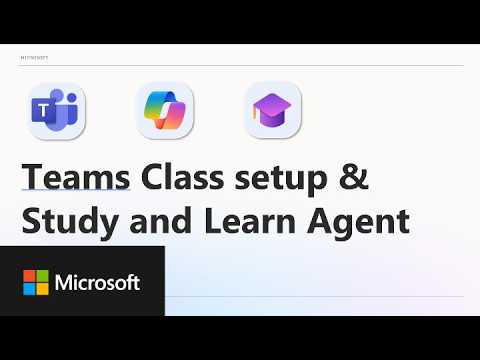 MICROSOFT
T
Teams Class setup &
Study and Learn Agent
Microsoft